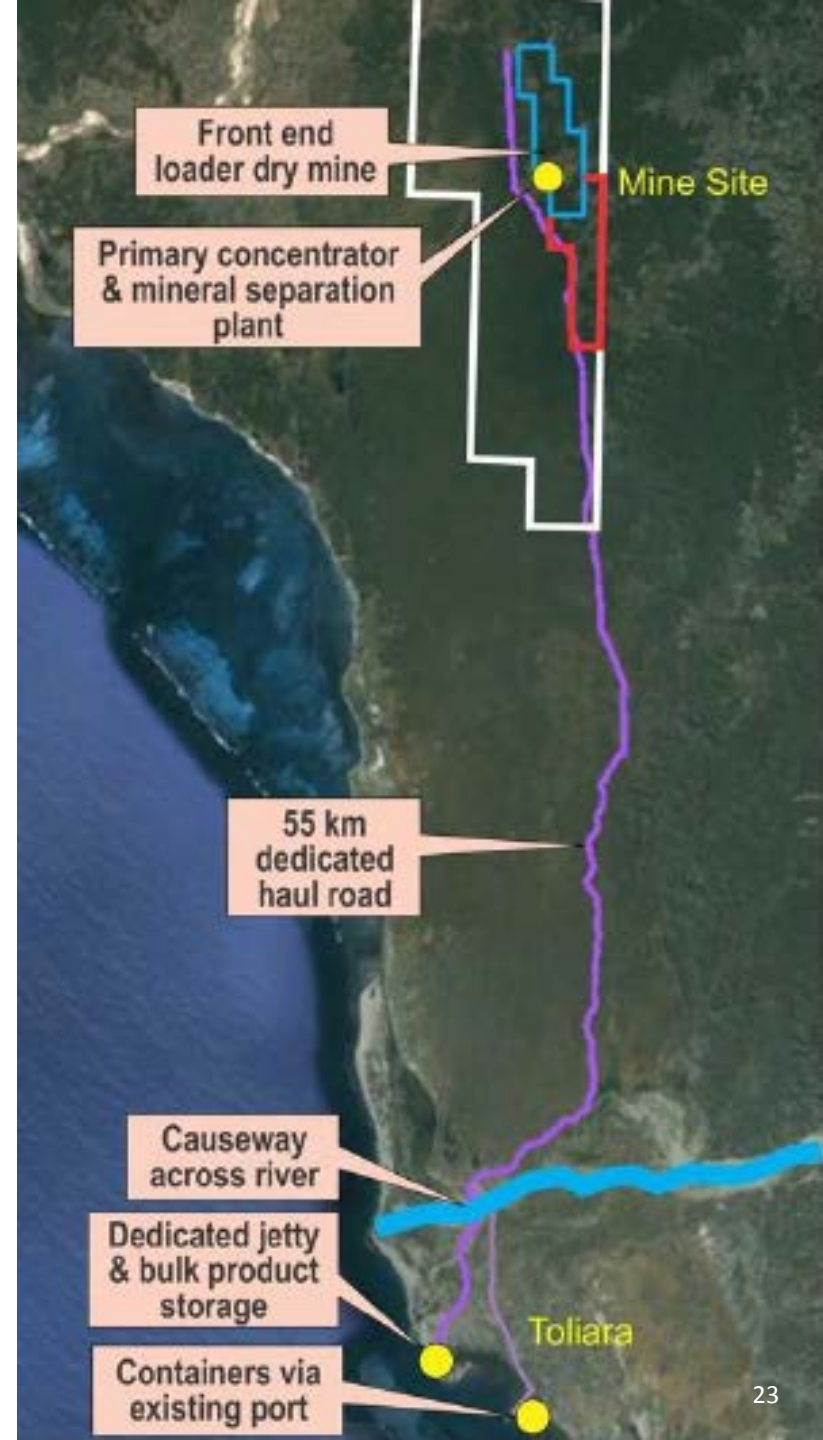 Front end
loader dry mine
Mine Site
Primary concentrator
& mineral separation
plant
55 km
dedicated
haul road
Causeway
across river
Dedicated jetty
& bulk product
storage
Toliara
Containers via
existing port
23